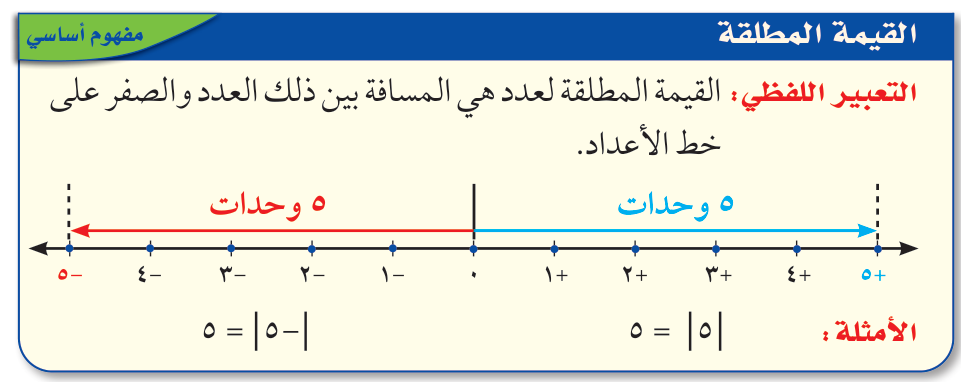 القيمة المطلقة
مفهوم أساسي
التعبير اللفظي: القيمة المطلقة لعدد هي المسافة بين ذلك العدد والصفر على
خط الأعداد.
٥ وحدات ٥ وحدات
−٥ −٤ −٣ −٢ −١ ٠ +١ +٢ +٣ +٤ +٥
الأمثلة: |٥| = ٥ |−٥| = ٥